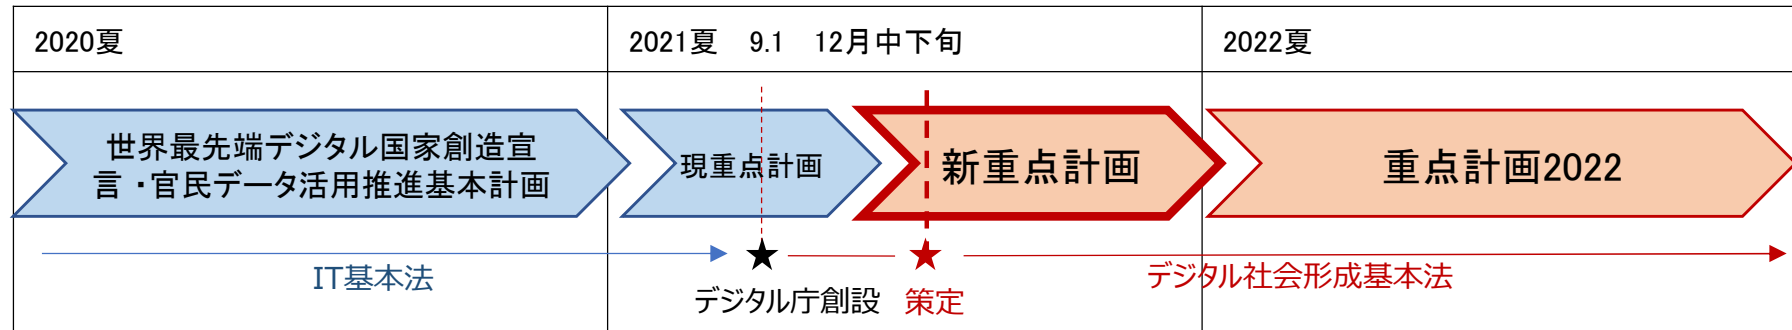 2020夏
2021夏　9.1　12月中下旬
2022夏
世界最先端デジタル国家創造宣
言・官民データ活用推進基本計画
現重点計画
新重点計画
重点計画2022
IT基本法
デジタル庁創設
策定
デジタル社会形成基本法